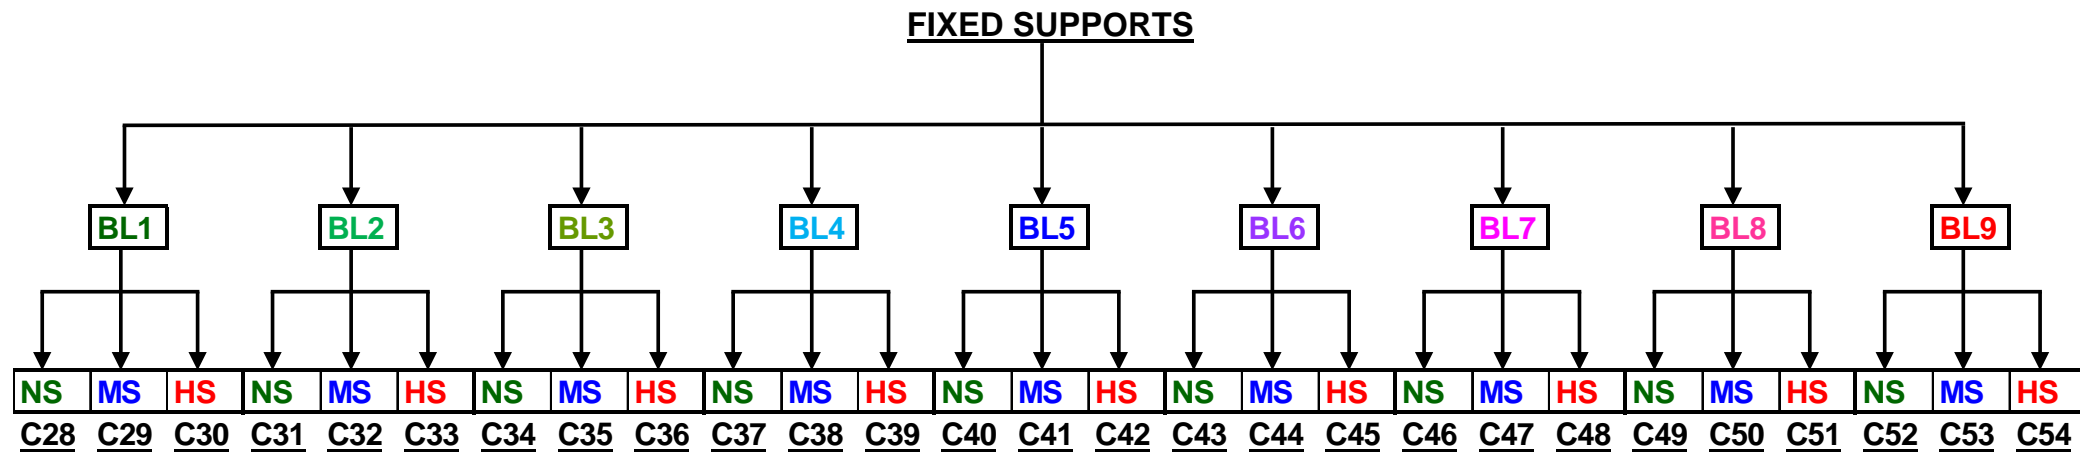 FIXED SUPPORTS
BL1 BL2 BL3 BL4 BL5 BL6 BL7 BL8 BL9
NS MS HS NS MS HS NS MS HS NS MS HS NS MS HS NS MS HS NS MS HS NS MS HS NS MS HS
C28 C29 C30 C31 C32 C33 C34 C35 C36 C37 C38 C39 C40 C41 C42 C43 C44 C45 C46 C47 C48 C49 C50 C51 C52 C53 C54